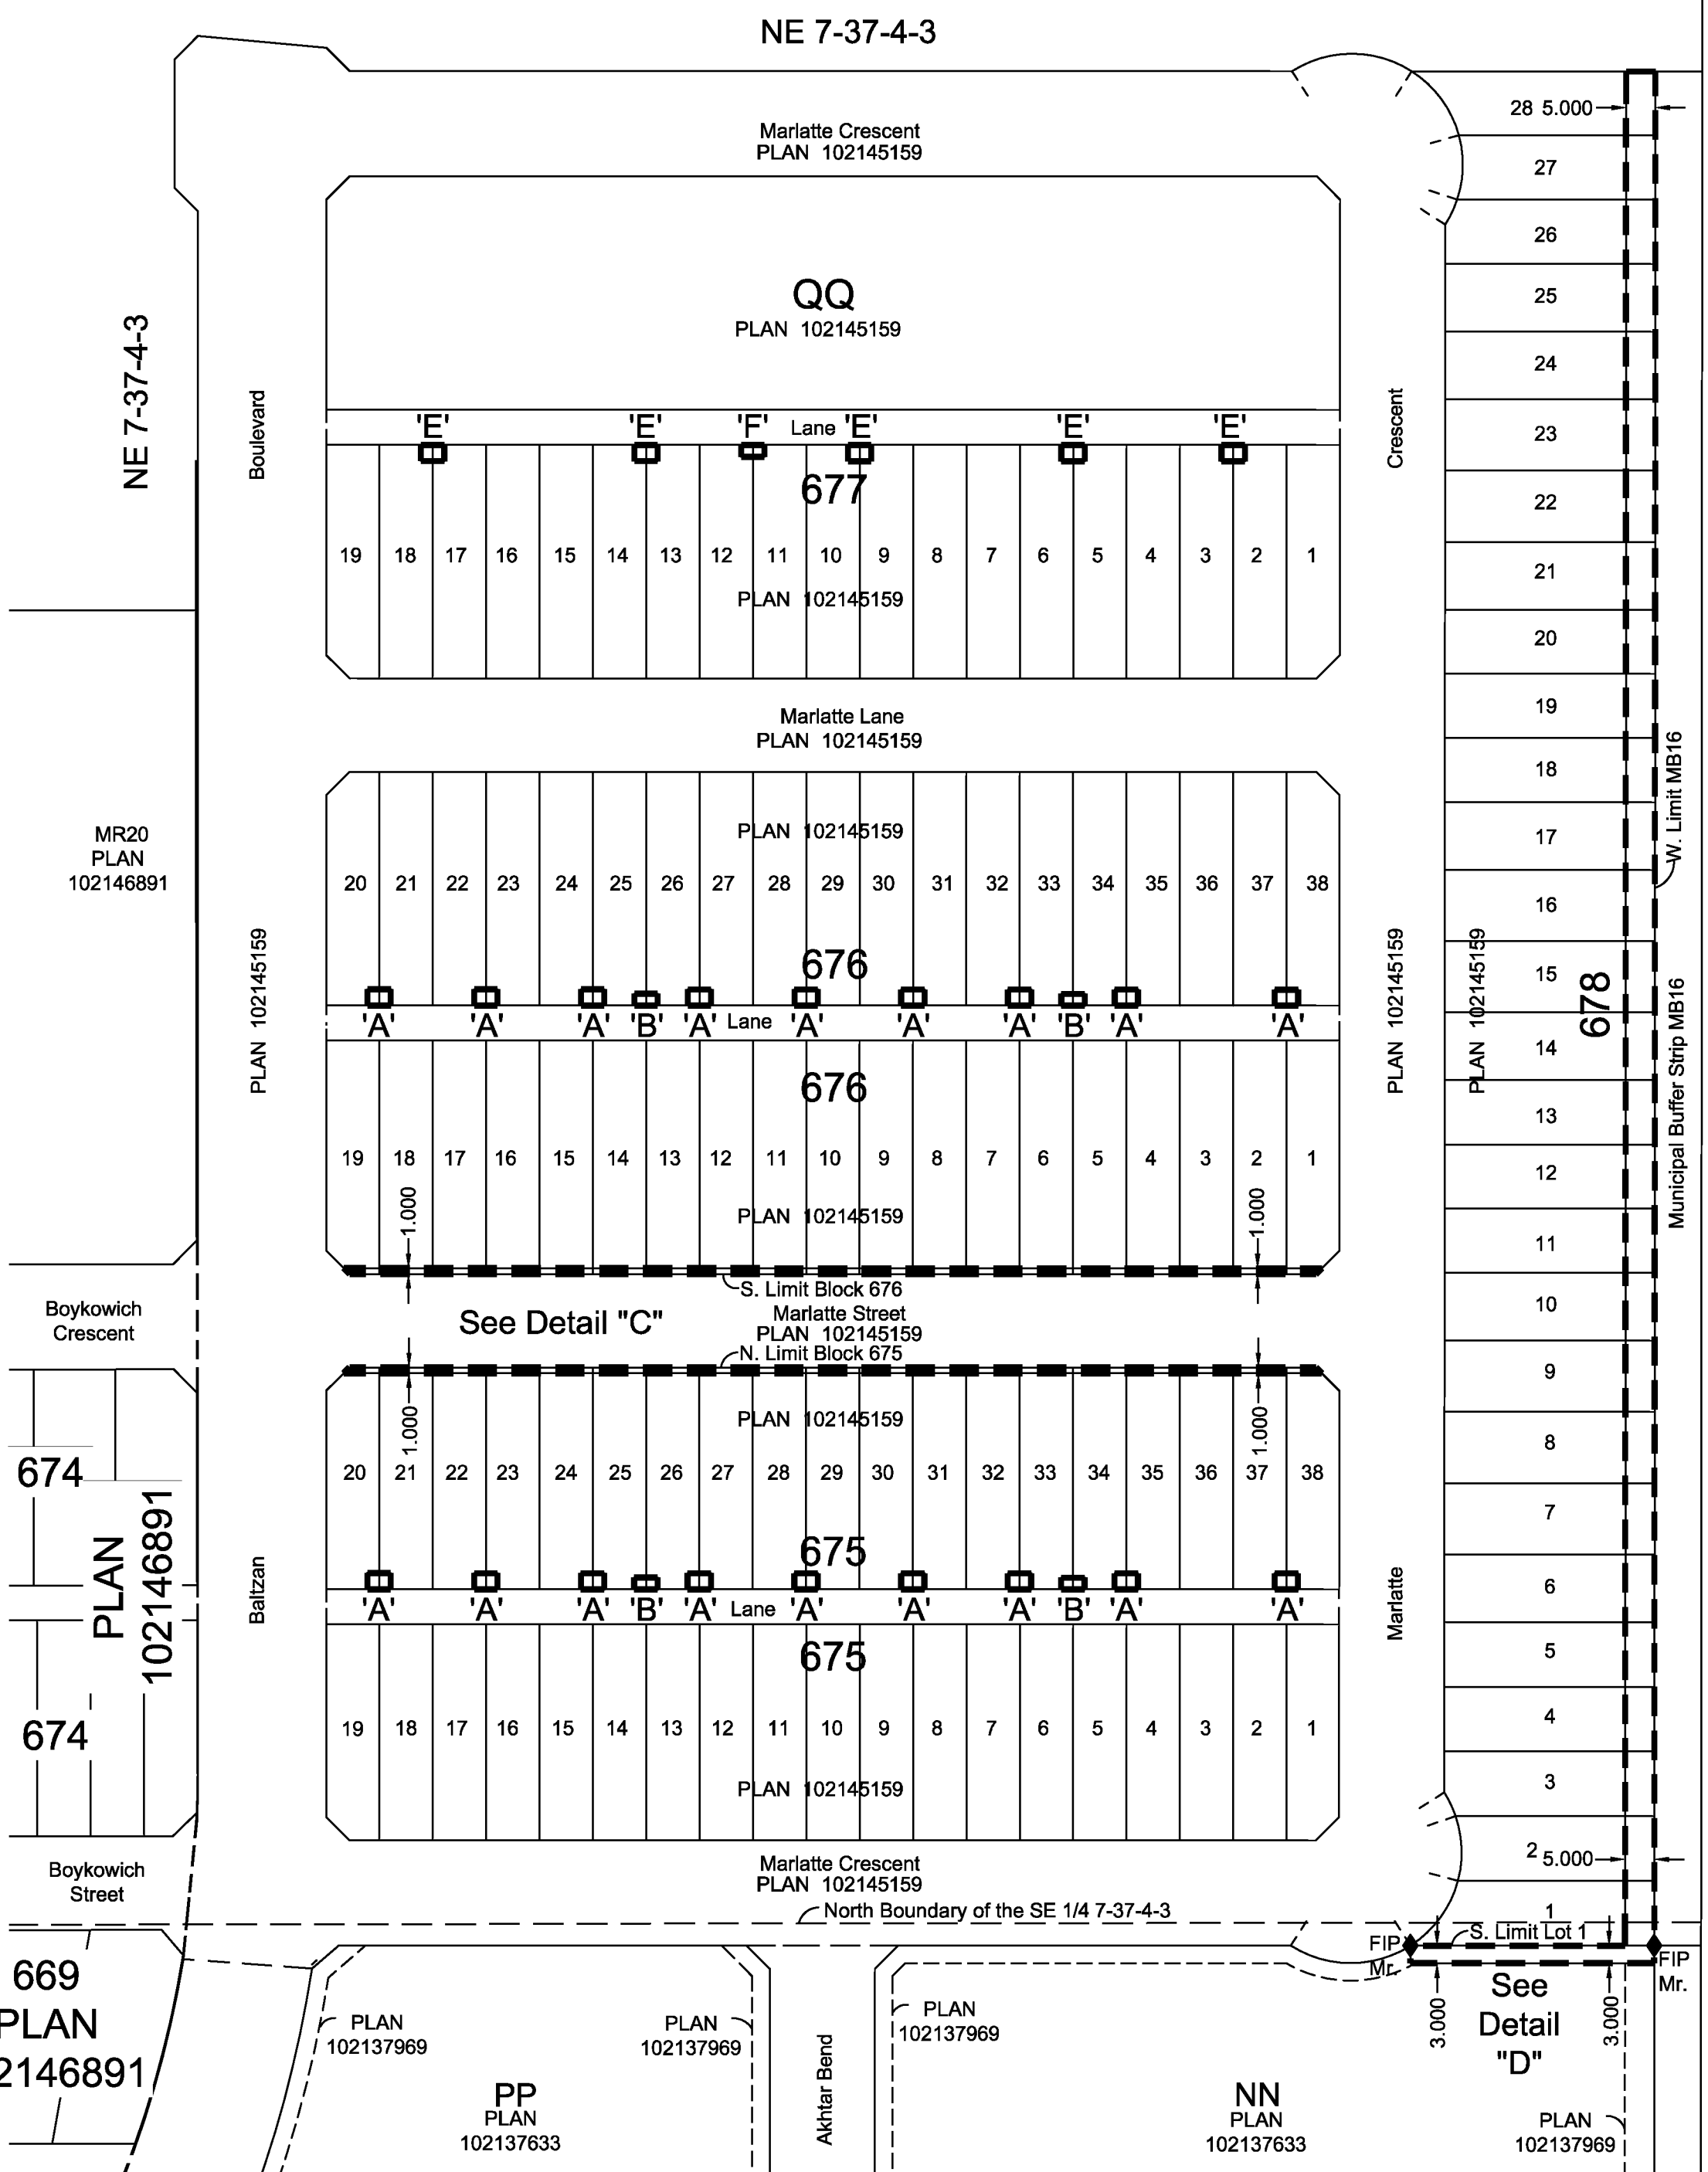 NE 7-37-4-3
28 5.000
Marlatte Crescent
PLAN 102145159
27
26
QQ
PLAN 102145159
25
NE 7-37-4-3
24
Boulevard
Crescent
'E' 'E' 'F' Lane 'E' 'E' 'E'
23
677
22
19 18 17 16 15 14 13 12 11 10 9 8 7 6 5 4 3 2 1
21
PLAN 102145159
20
Marlatte Lane
PLAN 102145159
19
18
W. Limit MB16
MR20
PLAN
102146891
PLAN 102145159
17
20 21 22 23 24 25 26 27 28 29 30 31 32 33 34 35 36 37 38
16
676
PLAN 102145159
PLAN 102145159
PLAN 102145159
15
678
Municipal Buffer Strip MB16
'A' 'A' 'A' 'B' 'A' Lane 'A' 'A' 'A' 'B' 'A' 'A'
14
676
13
19 18 17 16 15 14 13 12 11 10 9 8 7 6 5 4 3 2 1
12
1.000
1.000
PLAN 102145159
11
S. Limit Block 676
10
Boykowich
Crescent
See Detail "C"
Marlatte Street
PLAN 102145159
N. Limit Block 675
9
1.000
1.000
PLAN 102145159
8
674
20 21 22 23 24 25 26 27 28 29 30 31 32 33 34 35 36 37 38
7
PLAN
102146891
675
Baltzan
Marlatte
6
'A' 'A' 'A' 'B' 'A' Lane 'A' 'A' 'A' 'B' 'A' 'A'
5
675
674
19 18 17 16 15 14 13 12 11 10 9 8 7 6 5 4 3 2 1
4
3
PLAN 102145159
2 5.000
Boykowich
Street
Marlatte Crescent
PLAN 102145159
North Boundary of the SE 1/4 7-37-4-3
1
S. Limit Lot 1
FIP
Mr.
FIP
Mr.
669
PLAN
2146891
See
Detail
"D"
3.000
3.000
PLAN
102137969
PLAN
102137969
PLAN
102137969
Akhtar Bend
PP
PLAN
102137633
NN
PLAN
102137633
PLAN
102137969